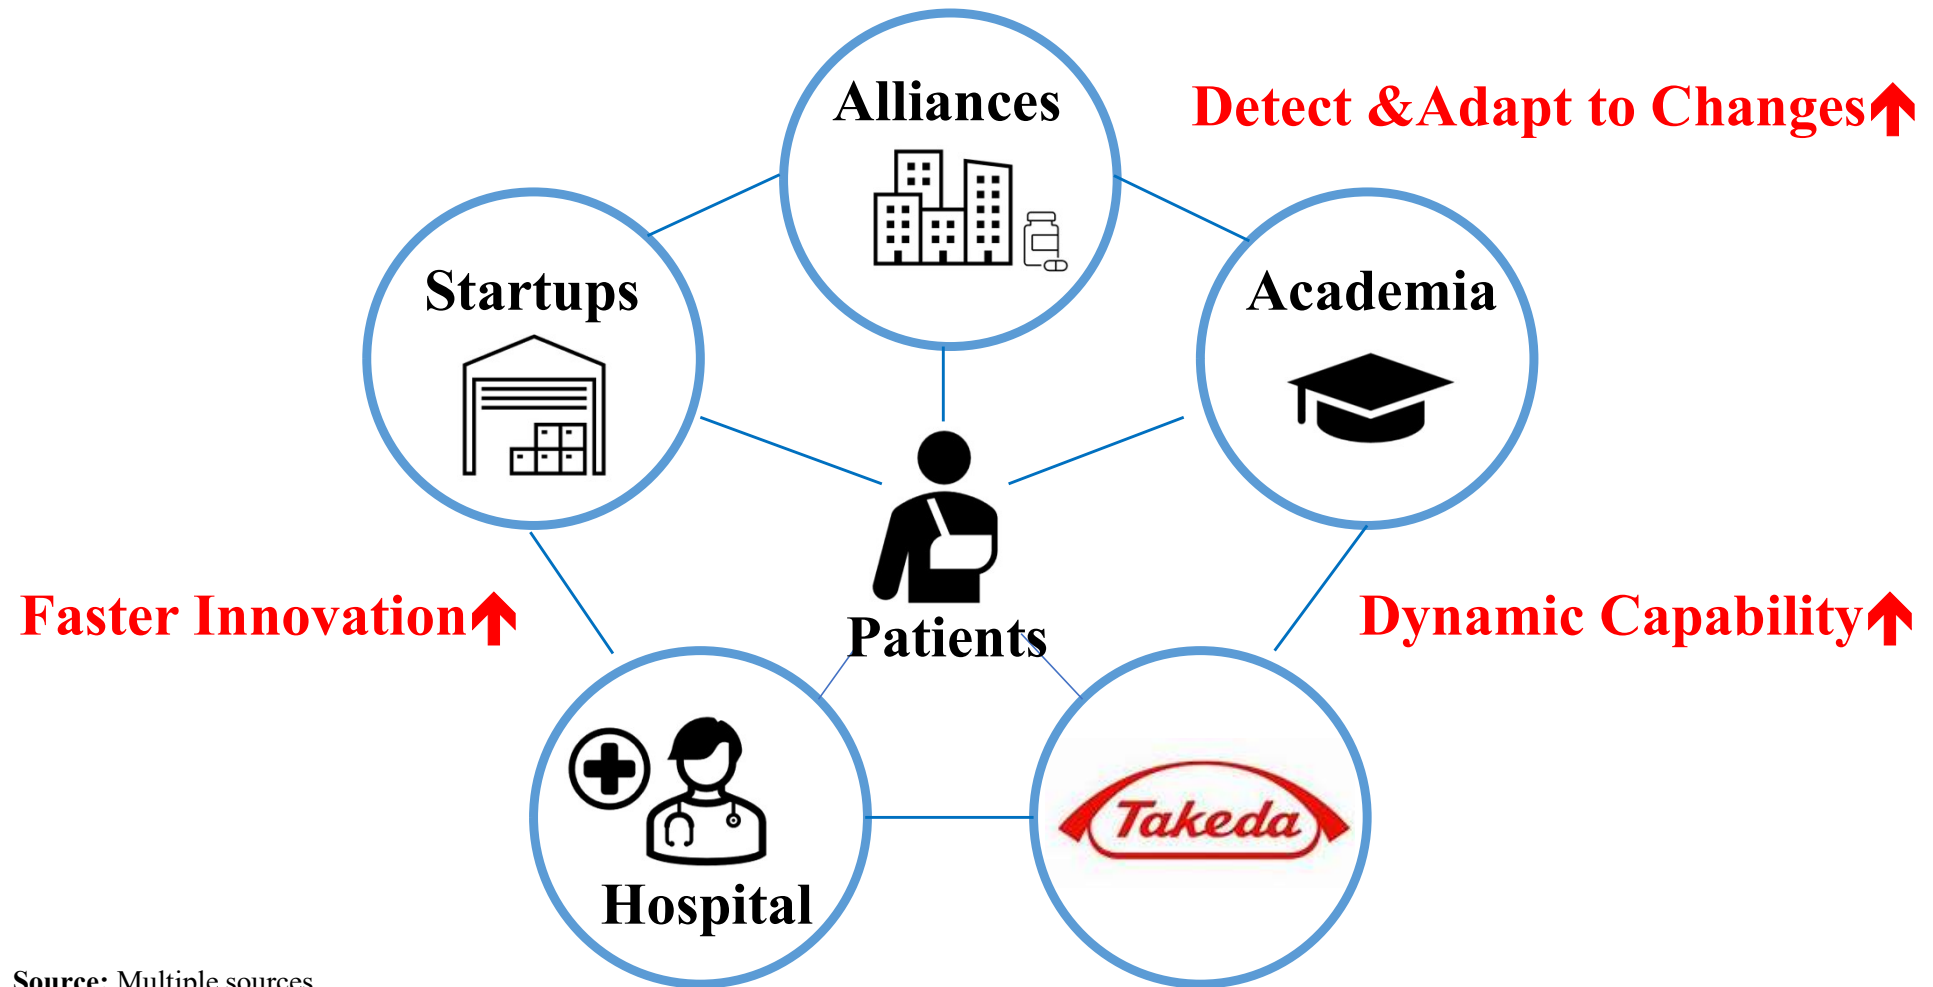 Alliances
Detect &Adapt to Changes
Startups
Academia
Faster Innovation
Patients
Dynamic Capability
Takeda
Hospital
Source: Multiple sources